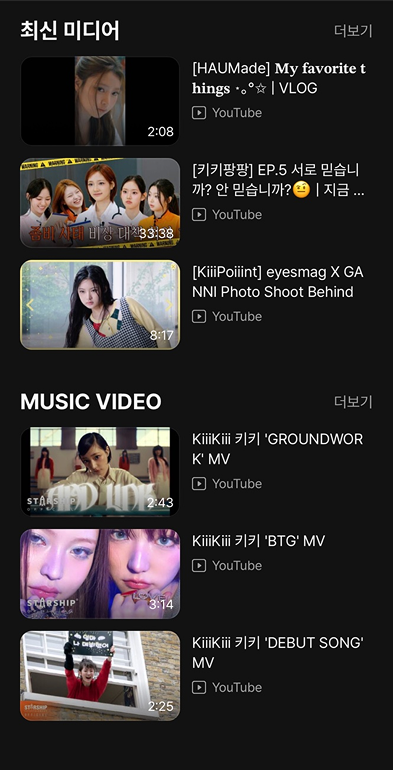 최신 미디어
더보기
2:08
[HAUMade] My favorite t
hings ⋆｡°✩ | VLOG
YouTube
좀비 사태 비상 대책
33:38
[키키팡팡] EP.5 서로 믿습니
까? 안 믿습니까?🤨 | 지금 ...
YouTube
8:17
[KiiiPoiiint] eyesmag X GA
NNI Photo Shoot Behind
YouTube
MUSIC VIDEO
더보기
STARSHIP
2:43
KiiiKiii 키키 'GROUNDWOR
K' MV
YouTube
STARSHIP
3:14
KiiiKiii 키키 'BTG' MV
YouTube
STARSHIP
2:25
KiiiKiii 키키 'DEBUT SONG'
MV
YouTube